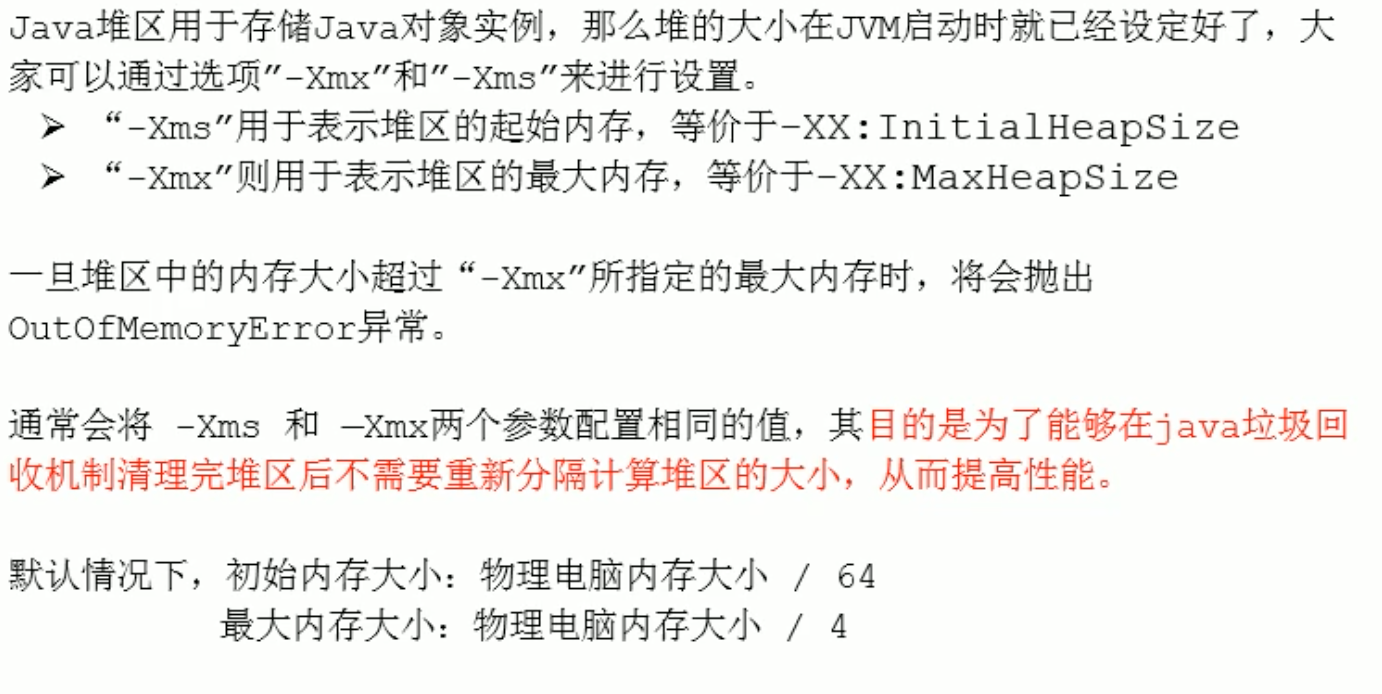 Java堆区用于存储Java对象实例，那么堆的大小在JVM启动时就已经设定好了，大
家可以通过选项"-Xmx"和"-Xms"来进行设置。
➢ “-Xms"用于表示堆区的起始内存，等价于-XX:InitialHeapSize
➢ “-Xmx"则用于表示堆区的最大内存，等价于-XX:MaxHeapSize
一旦堆区中的内存大小超过“-Xmx"所指定的最大内存时，将会抛出
OutOfMemoryError异常。
通常会将 -Xms 和 —Xmx两个参数配置相同的值，其目的是为了能够在java垃圾回
收机制清理完堆区后不需要重新分隔计算堆区的大小，从而提高性能。
默认情况下，初始内存大小：物理电脑内存大小 / 64
最大内存大小：物理电脑内存大小 / 4